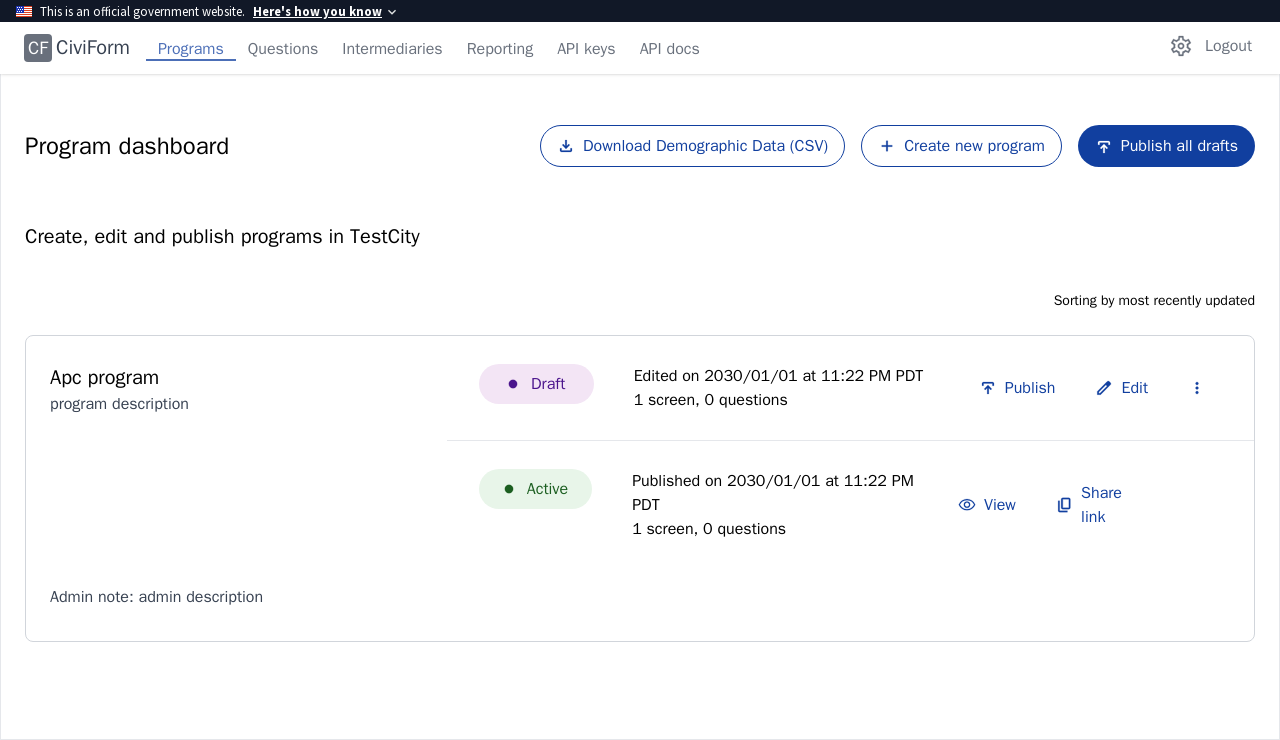 This is an official government website. Here's how you know
CF CiviForm Programs Questions Intermediaries Reporting API keys API docs Logout
Program dashboard Download Demographic Data (CSV) Create new program Publish all drafts
Create, edit and publish programs in TestCity
Sorting by most recently updated
Apc program
program description
Draft
Edited on 2030/01/01 at 11:22 PM PDT
1 screen, 0 questions
Publish Edit
Active
Published on 2030/01/01 at 11:22 PM
PDT
1 screen, 0 questions
View
Share
link
Admin note: admin description